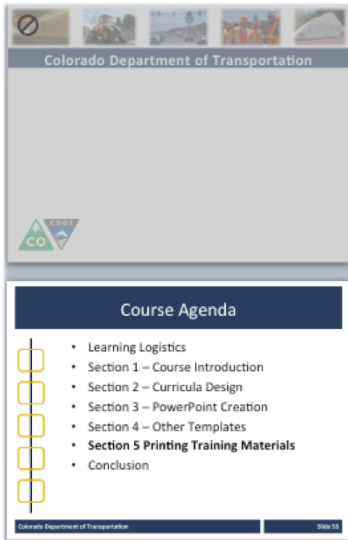 Colorado Department of Transportation
CDOT
CO
Course Agenda
• Learning Logistics
• Section 1 – Course Introduction
• Section 2 – Curricula Design
• Section 3 – PowerPoint Creation
• Section 4 – Other Templates
• Section 5 Printing Training Materials
• Conclusion
Colorado Department of Transportation Slide 55